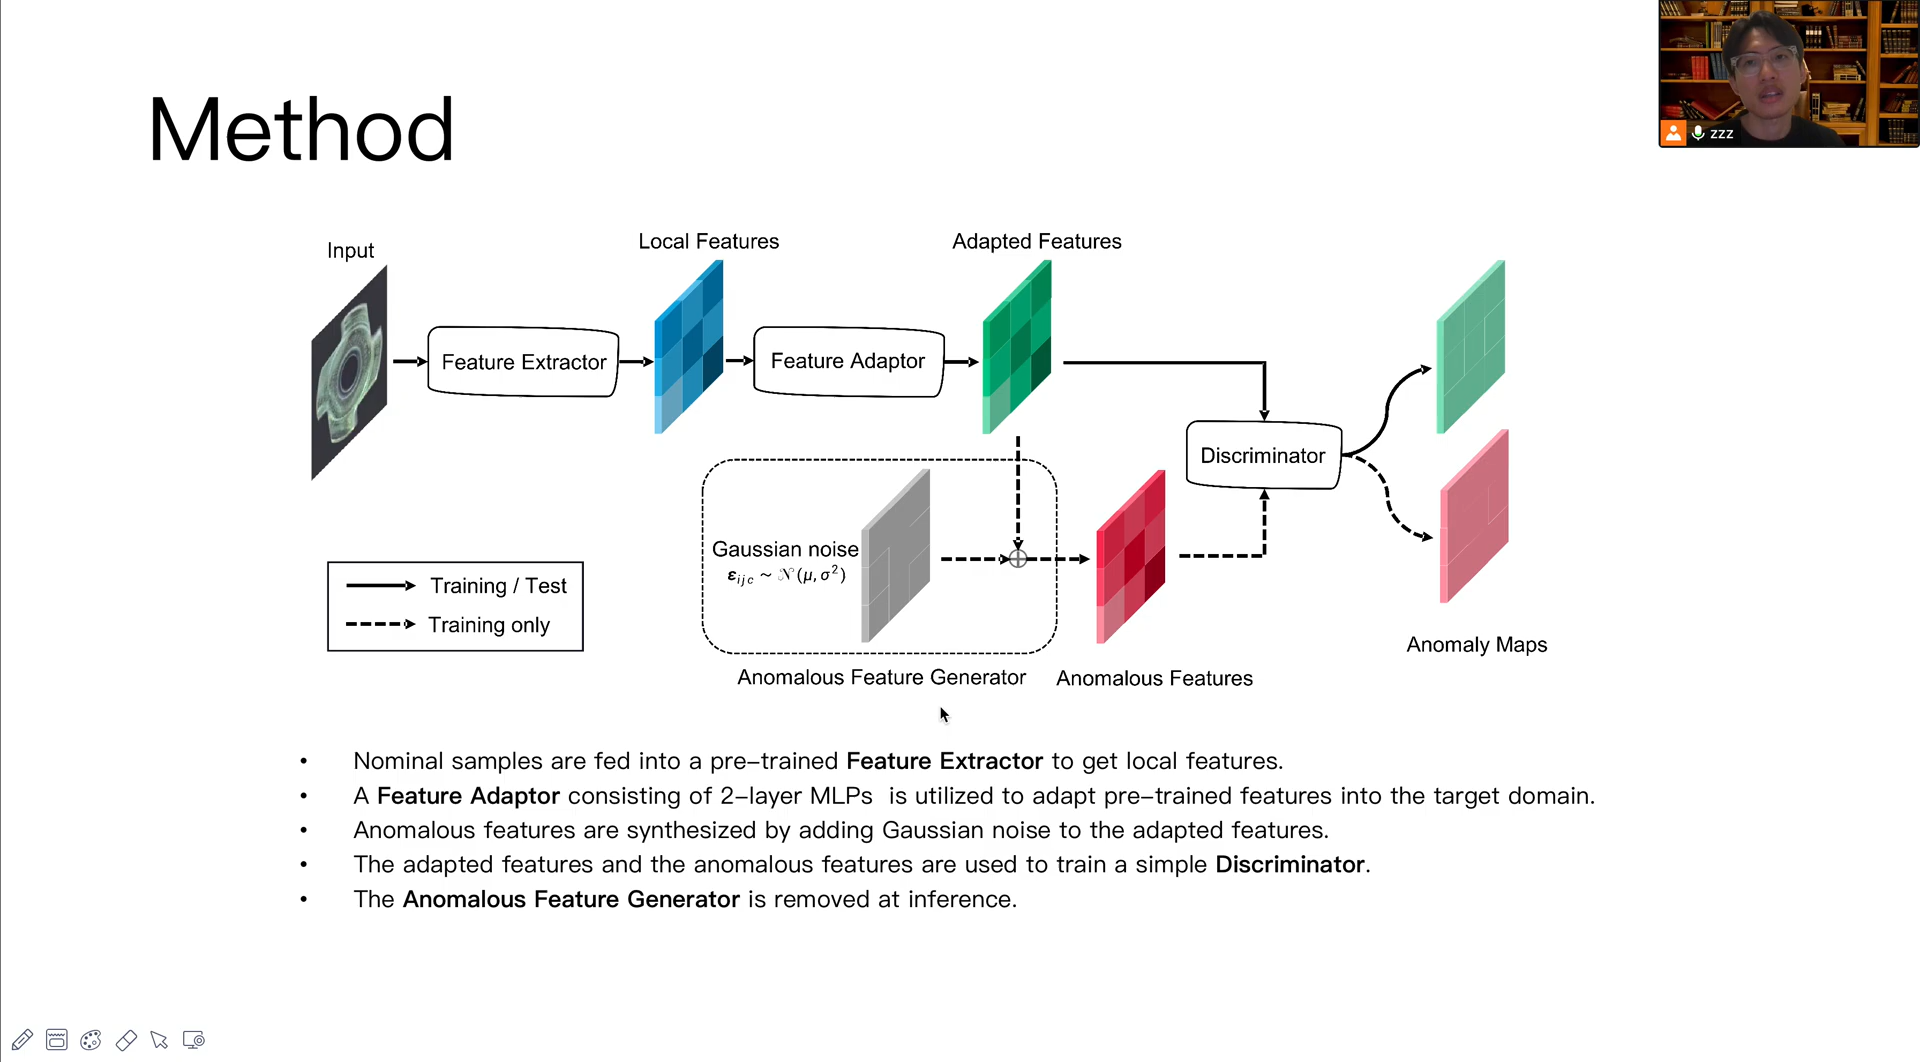 Method
zzz
Input
Local Features
Adapted Features
Feature Extractor
Feature Adaptor
Discriminator
Gaussian noise
ε_ijc ~ 𝒩(μ, σ²)
Training / Test
Training only
Anomalous Feature Generator
Anomalous Features
Anomaly Maps
• Nominal samples are fed into a pre-trained Feature Extractor to get local features.
• A Feature Adaptor consisting of 2-layer MLPs is utilized to adapt pre-trained features into the target domain.
• Anomalous features are synthesized by adding Gaussian noise to the adapted features.
• The adapted features and the anomalous features are used to train a simple Discriminator.
• The Anomalous Feature Generator is removed at inference.